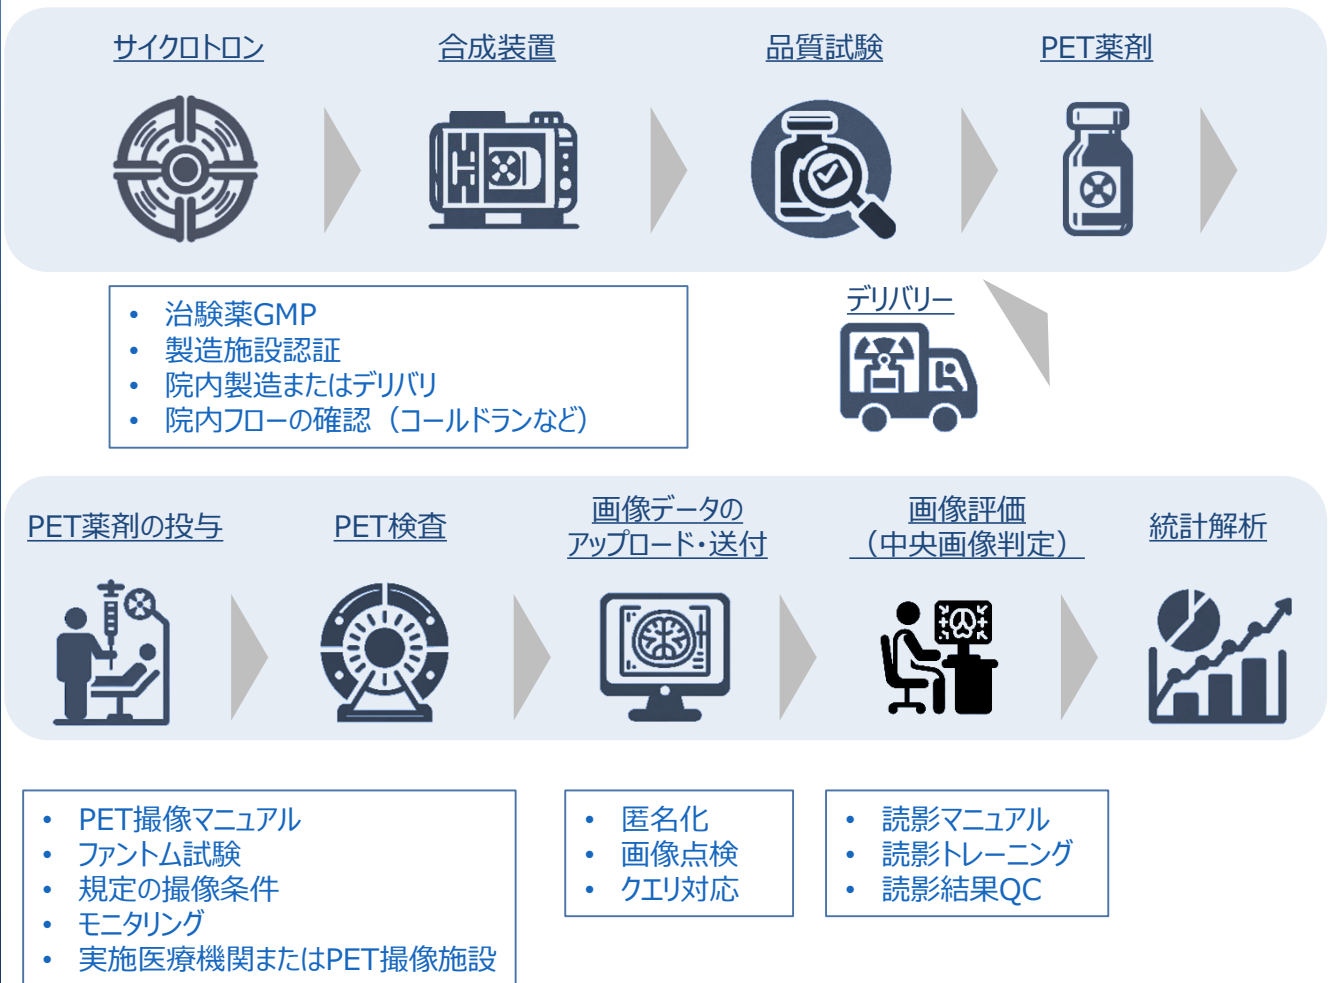 サイクロトロン
合成装置
品質試験
PET薬剤
• 治験薬GMP
• 製造施設認証
• 院内製造またはデリバリ
• 院内フローの確認（コールドランなど）
デリバリー
PET薬剤の投与
PET検査
画像データの
アップロード・送付
画像評価
（中央画像判定）
統計解析
• PET撮像マニュアル
• ファントム試験
• 規定の撮像条件
• モニタリング
• 実施医療機関またはPET撮像施設
• 匿名化
• 画像点検
• クエリ対応
• 読影マニュアル
• 読影トレーニング
• 読影結果QC